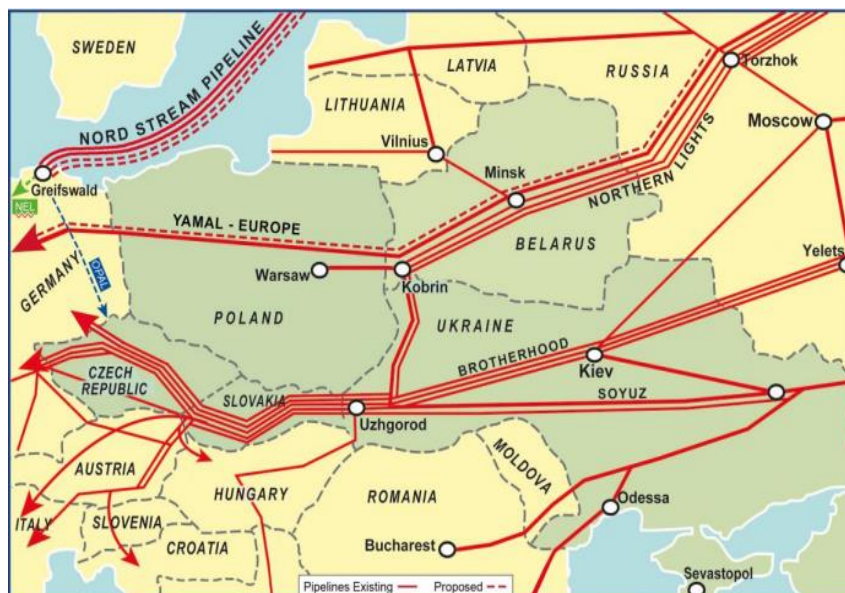 SWEDEN
NORD STREAM PIPELINE
LATVIA
RUSSIA
Torzhok
LITHUANIA
Vilnius
Moscow
Greifswald
NEL
Minsk
NORTHERN LIGHTS
YAMAL - EUROPE
BELARUS
Yelets
OPAL
GERMANY
Warsaw
Kobrin
POLAND
UKRAINE
BROTHERHOOD
Kiev
CZECH
REPUBLIC
SLOVAKIA
SOYUZ
Uzhgorod
AUSTRIA
MOLDOVA
HUNGARY
ROMANIA
Odessa
ITALY
SLOVENIA
CROATIA
Bucharest
Sevastopol
Pipelines Existing Proposed